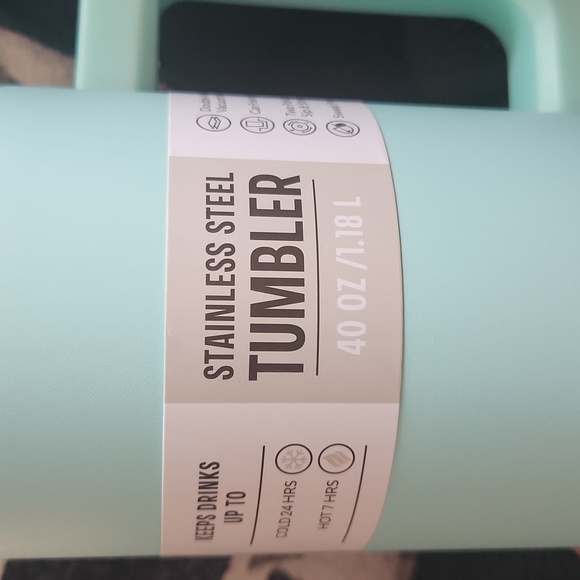 KEEPS DRINKS
UP TO
COLD 24 HRS
HOT 7 HRS
STAINLESS STEEL
TUMBLER
40 OZ / 1.18 L